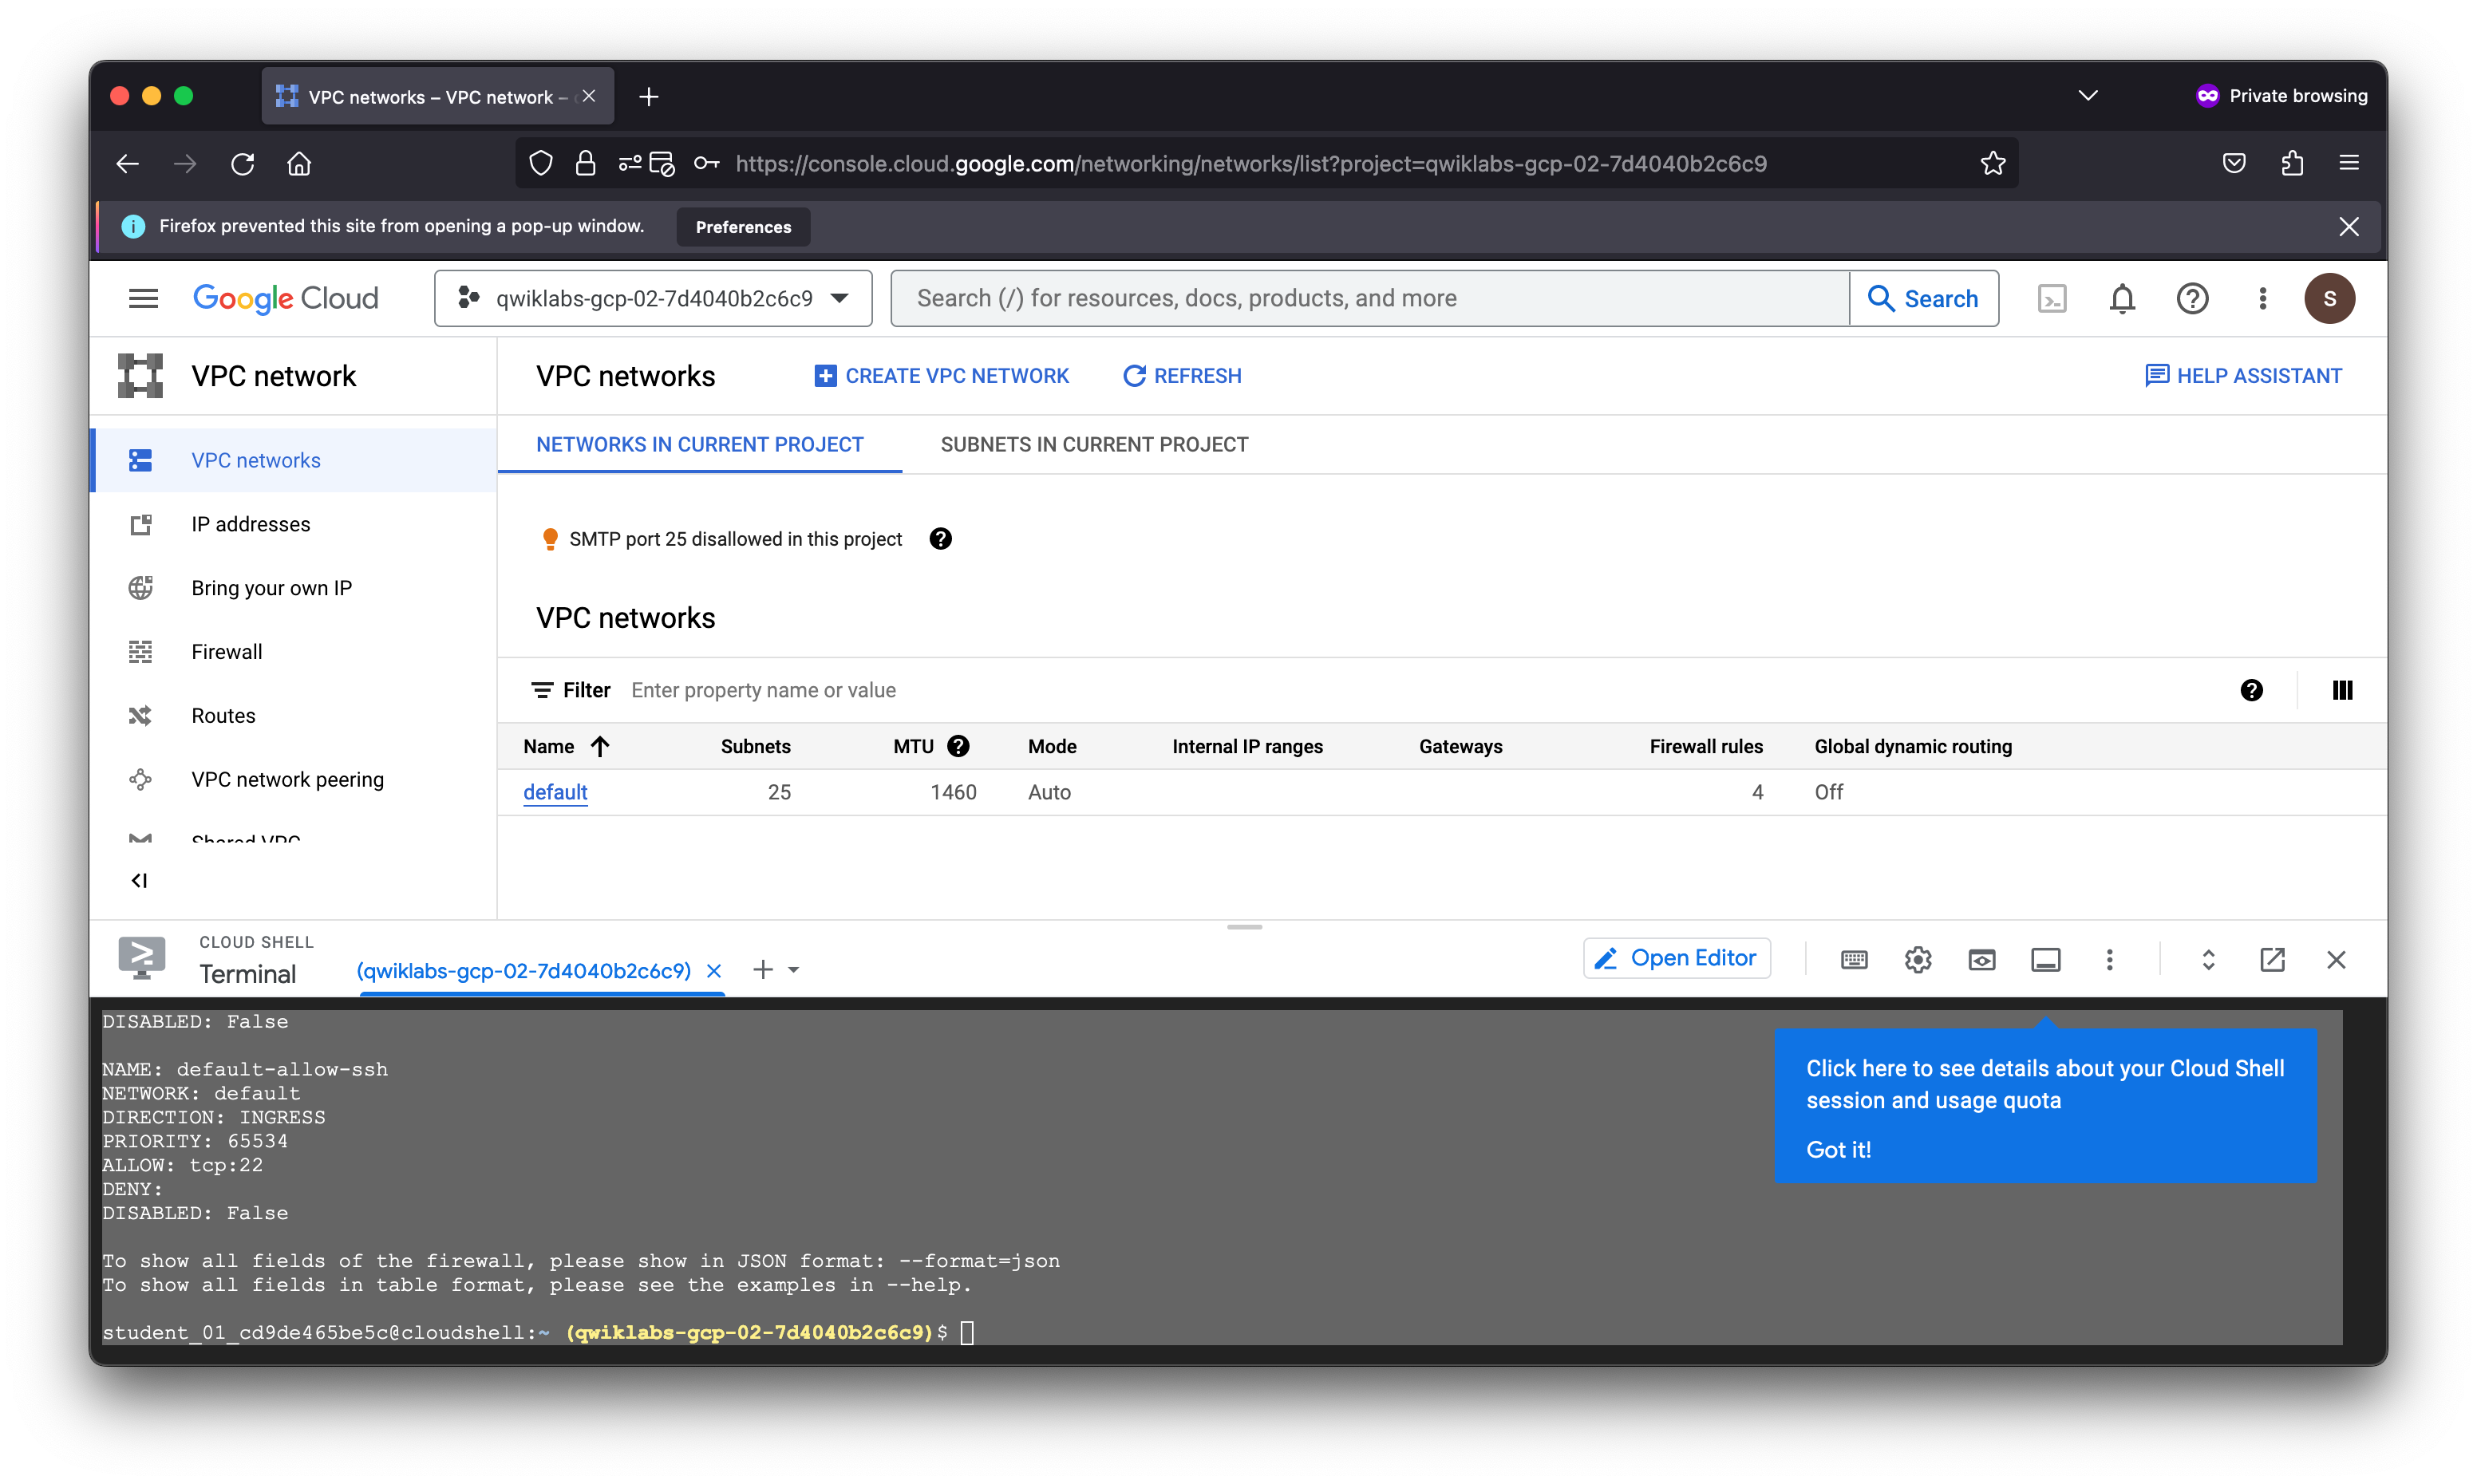 VPC networks – VPC network –
Private browsing
https://console.cloud.google.com/networking/networks/list?project=qwiklabs-gcp-02-7d4040b2c6c9
Firefox prevented this site from opening a pop-up window.
Preferences
Google Cloud
qwiklabs-gcp-02-7d4040b2c6c9
Search (/) for resources, docs, products, and more
Search
S
VPC network
VPC networks
CREATE VPC NETWORK
REFRESH
HELP ASSISTANT
VPC networks
IP addresses
Bring your own IP
Firewall
Routes
VPC network peering
Shared VPC
NETWORKS IN CURRENT PROJECT
SUBNETS IN CURRENT PROJECT
SMTP port 25 disallowed in this project
VPC networks
Filter Enter property name or value
Name Subnets MTU Mode Internal IP ranges Gateways Firewall rules Global dynamic routing
default 25 1460 Auto 4 Off
CLOUD SHELL
Terminal
(qwiklabs-gcp-02-7d4040b2c6c9)
Open Editor
DISABLED: False
NAME: default-allow-ssh
NETWORK: default
DIRECTION: INGRESS
PRIORITY: 65534
ALLOW: tcp:22
DENY:
DISABLED: False
To show all fields of the firewall, please show in JSON format: --format=json
To show all fields in table format, please see the examples in --help.
student_01_cd9de465be5c@cloudshell:~ (qwiklabs-gcp-02-7d4040b2c6c9)$
Click here to see details about your Cloud Shell
session and usage quota
Got it!